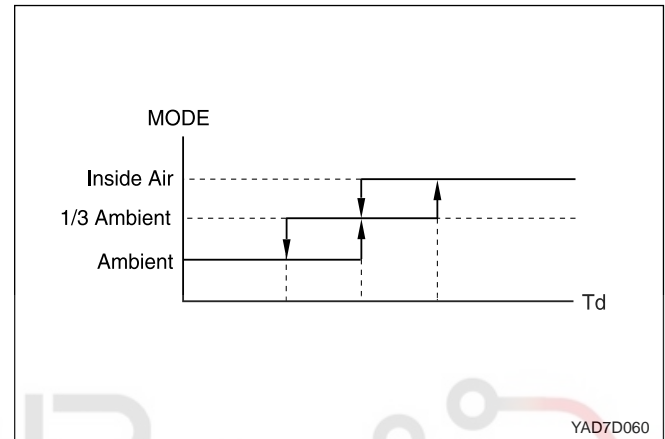 MODE
Inside Air
1/3 Ambient
Ambient
Td
YAD7D060